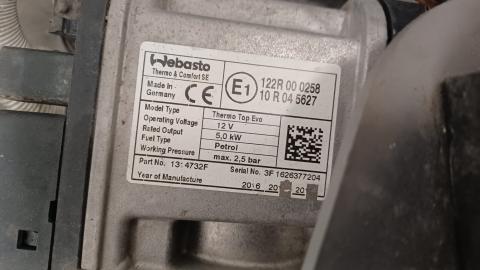 Webasto
Thermo & Comfort SE
Made in
Germany
CE
E1
122R 00 0258
10 R 04 5627
Model Type Thermo Top Evo
Operating Voltage 12 V
Rated Output 5,0 kW
Fuel Type Petrol
Working Pressure max. 2,5 bar
Part No. Serial No. 3F 1626377204
Year of Manufacture 2016